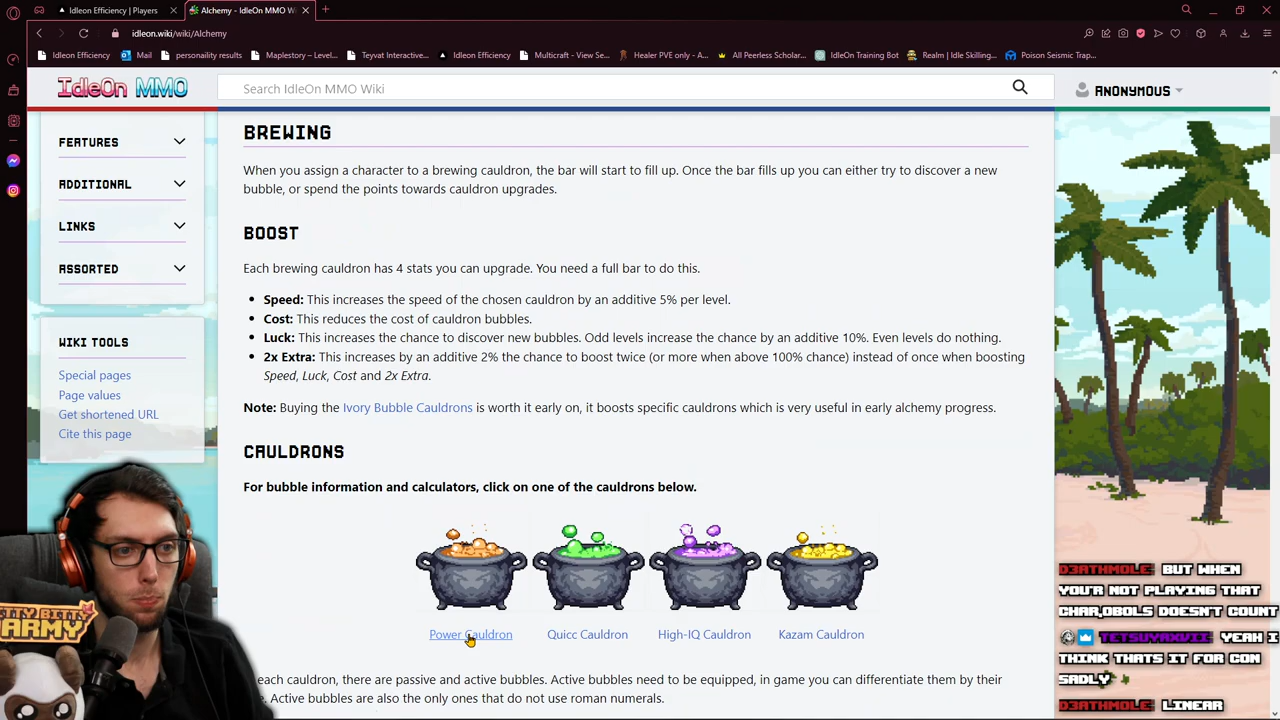 Idleon Efficiency | Players
Alchemy - IdleOn MMO W
idleon.wiki/wiki/Alchemy
Idleon Efficiency
Mail
personaility results
Maplestory – Level...
Teyvat Interactive...
Idleon Efficiency
Multicraft - View Se...
Healer PVE only - A...
All Peerless Scholar...
IdleOn Training Bot
Realm | Idle Skilling...
Poison Seismic Trap...
IdleOn MMO
Search IdleOn MMO Wiki
ANONYMOUS
FEATURES
ADDITIONAL
LINKS
ASSORTED
WIKI TOOLS
Special pages
Page values
Get shortened URL
Cite this page
BREWING
When you assign a character to a brewing cauldron, the bar will start to fill up. Once the bar fills up you can either try to discover a new
bubble, or spend the points towards cauldron upgrades.
BOOST
Each brewing cauldron has 4 stats you can upgrade. You need a full bar to do this.
Speed: This increases the speed of the chosen cauldron by an additive 5% per level.
Cost: This reduces the cost of cauldron bubbles.
Luck: This increases the chance to discover new bubbles. Odd levels increase the chance by an additive 10%. Even levels do nothing.
2x Extra: This increases by an additive 2% the chance to boost twice (or more when above 100% chance) instead of once when boosting
Speed, Luck, Cost and 2x Extra.
Note: Buying the Ivory Bubble Cauldrons is worth it early on, it boosts specific cauldrons which is very useful in early alchemy progress.
CAULDRONS
For bubble information and calculators, click on one of the cauldrons below.
Power Cauldron
Quicc Cauldron
High-IQ Cauldron
Kazam Cauldron
each cauldron, there are passive and active bubbles. Active bubbles need to be equipped, in game you can differentiate them by their
Active bubbles are also the only ones that do not use roman numerals.
ARMY
D3ATHMOLE BUT WHEN
YOU'R NOT PLAYING THAT
CHAR,OBOLS DOESN'T COUNT
TETSUYAXVII YEAH I
THINK THATS IT FOR CON
SADLY
D3ATHMOLE LINEAR